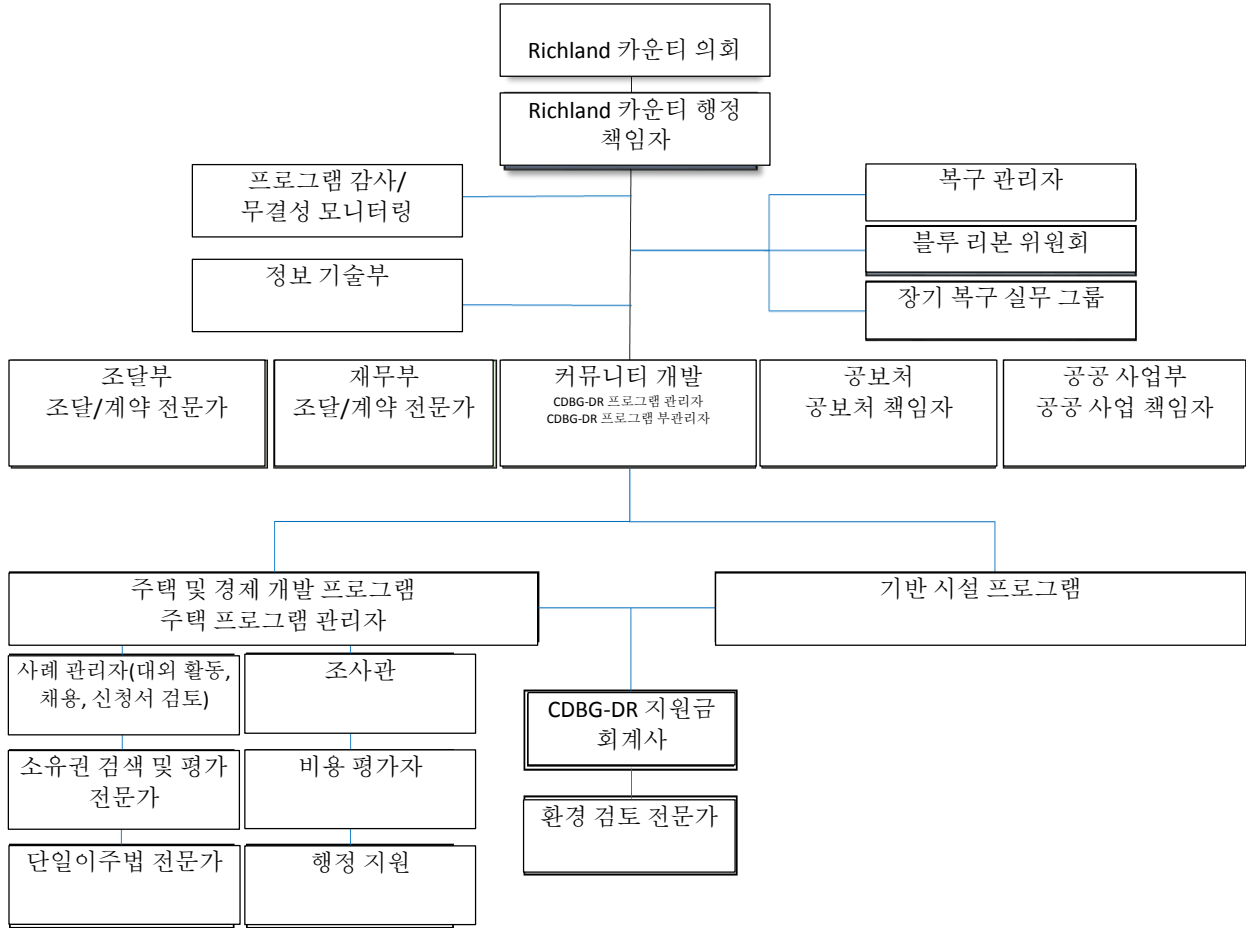 Richland 카운티 의회
Richland 카운티 행정
책임자
프로그램 감사/
무결성 모니터링
복구 관리자
블루 리본 위원회
정보 기술부
장기 복구 실무 그룹
조달부
조달/계약 전문가
재무부
조달/계약 전문가
커뮤니티 개발
CDBG-DR 프로그램 관리자
CDBG-DR 프로그램 부관리자
공보처
공보처 책임자
공공 사업부
공공 사업 책임자
주택 및 경제 개발 프로그램
주택 프로그램 관리자
기반 시설 프로그램
사례 관리자(대외 활동,
채용, 신청서 검토)
조사관
CDBG-DR 지원금
회계사
소유권 검색 및 평가
전문가
비용 평가자
환경 검토 전문가
단일이주법 전문가
행정 지원